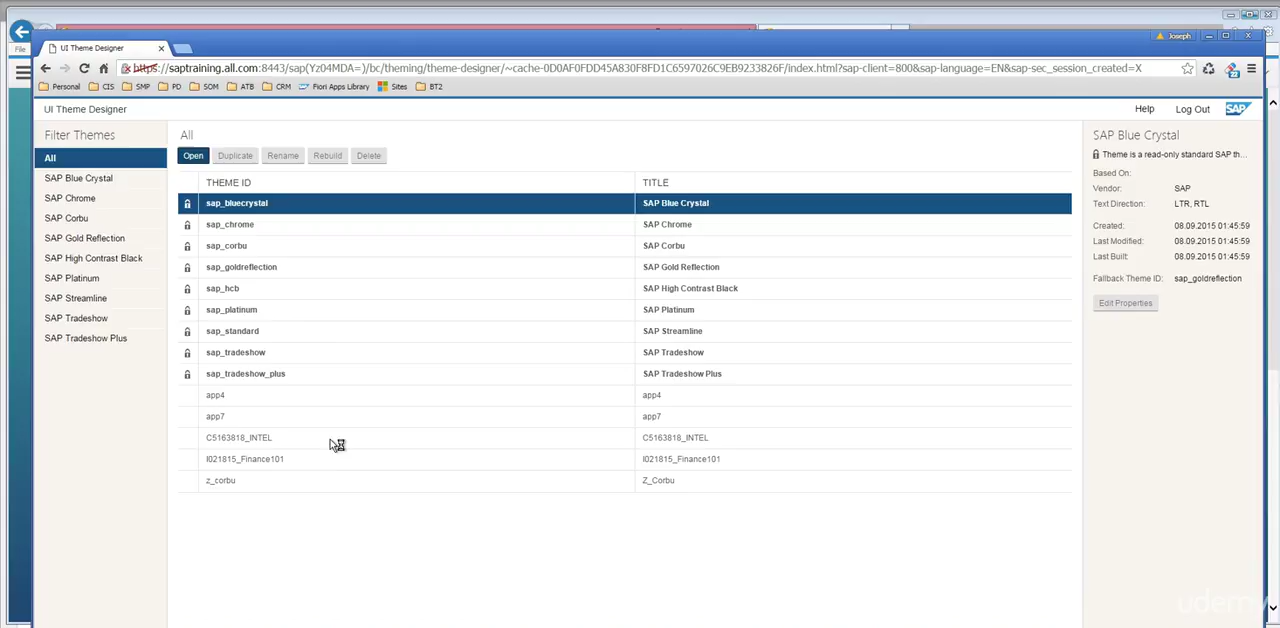 File
UI Theme Designer
Joseph
https://saptraining.all.com:8443/sap(Yz04MDA=)/bc/theming/theme-designer/~cache-0D0AF0FDD45A830F8FD1C6597026C9EB9233826F/index.html?sap-client=800&sap-language=EN&sap-sec_session_created=X
Personal CIS SMP PD SOM ATB CRM Fiori Apps Library Sites BT2
UI Theme Designer Help Log Out SAP
Filter Themes
All
SAP Blue Crystal
SAP Chrome
SAP Corbu
SAP Gold Reflection
SAP High Contrast Black
SAP Platinum
SAP Streamline
SAP Tradeshow
SAP Tradeshow Plus
All
Open Duplicate Rename Rebuild Delete
THEME ID TITLE
sap_bluecrystal SAP Blue Crystal
sap_chrome SAP Chrome
sap_corbu SAP Corbu
sap_goldreflection SAP Gold Reflection
sap_hcb SAP High Contrast Black
sap_platinum SAP Platinum
sap_standard SAP Streamline
sap_tradeshow SAP Tradeshow
sap_tradeshow_plus SAP Tradeshow Plus
app4 app4
app7 app7
C5163818_INTEL C5163818_INTEL
I021815_Finance101 I021815_Finance101
z_corbu Z_Corbu
SAP Blue Crystal
Theme is a read-only standard SAP th...
Based On:
Vendor: SAP
Text Direction: LTR, RTL
Created: 08.09.2015 01:45:59
Last Modified: 08.09.2015 01:45:59
Last Built: 08.09.2015 01:45:59
Fallback Theme ID: sap_goldreflection
Edit Properties
udemy